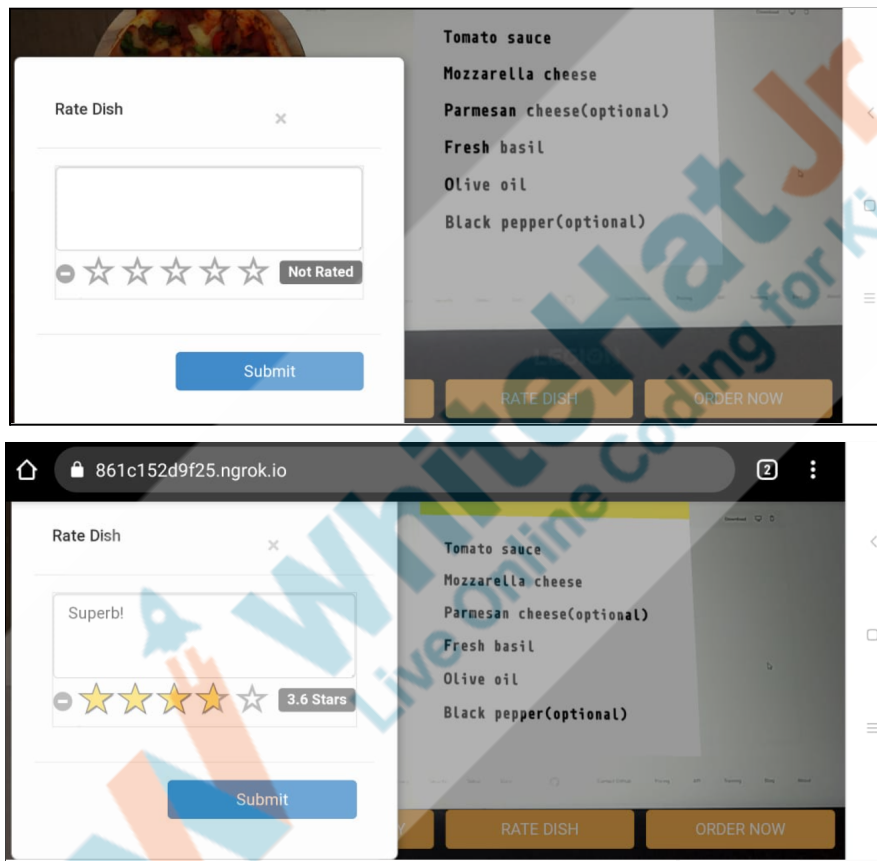 Tomato sauce
Mozzarella cheese
Rate Dish
×
Parmesan cheese(optional)
Fresh basil
Olive oil
Black pepper(optional)
Not Rated
LEGION
Submit
RATE DISH
ORDER NOW
861c152d9f25.ngrok.io
2
Rate Dish
×
Download
Tomato sauce
Superb!
Mozzarella cheese
Parmesan cheese(optional)
Fresh basil
3.6 Stars
Olive oil
Black pepper(optional)
Submit
Y
RATE DISH
ORDER NOW
WhiteHat Jr
Live Online Coding for Ki